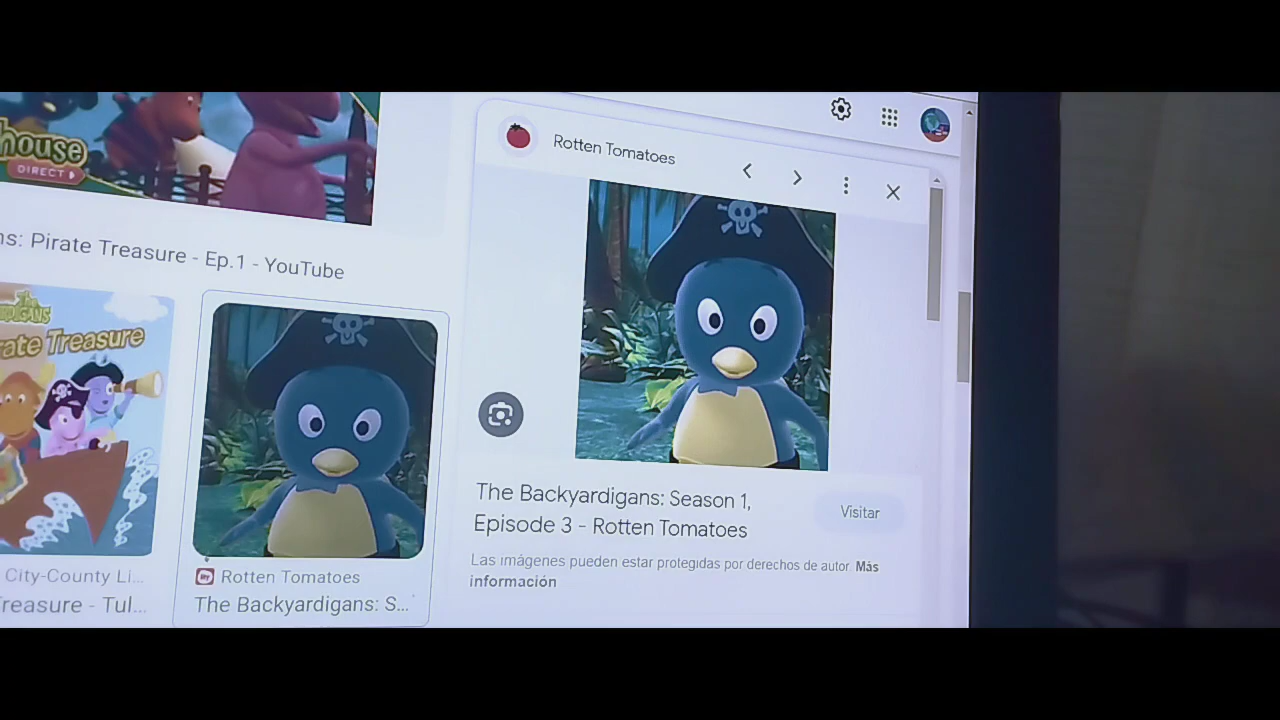 house
DIRECT
Rotten Tomatoes
ns: Pirate Treasure - Ep.1 - YouTube
rate Treasure
City-County Li...
reasure - Tul...
Rotten Tomatoes
The Backyardigans: S...
The Backyardigans: Season 1,
Episode 3 - Rotten Tomatoes
Visitar
Las imágenes pueden estar protegidas por derechos de autor. Más
información